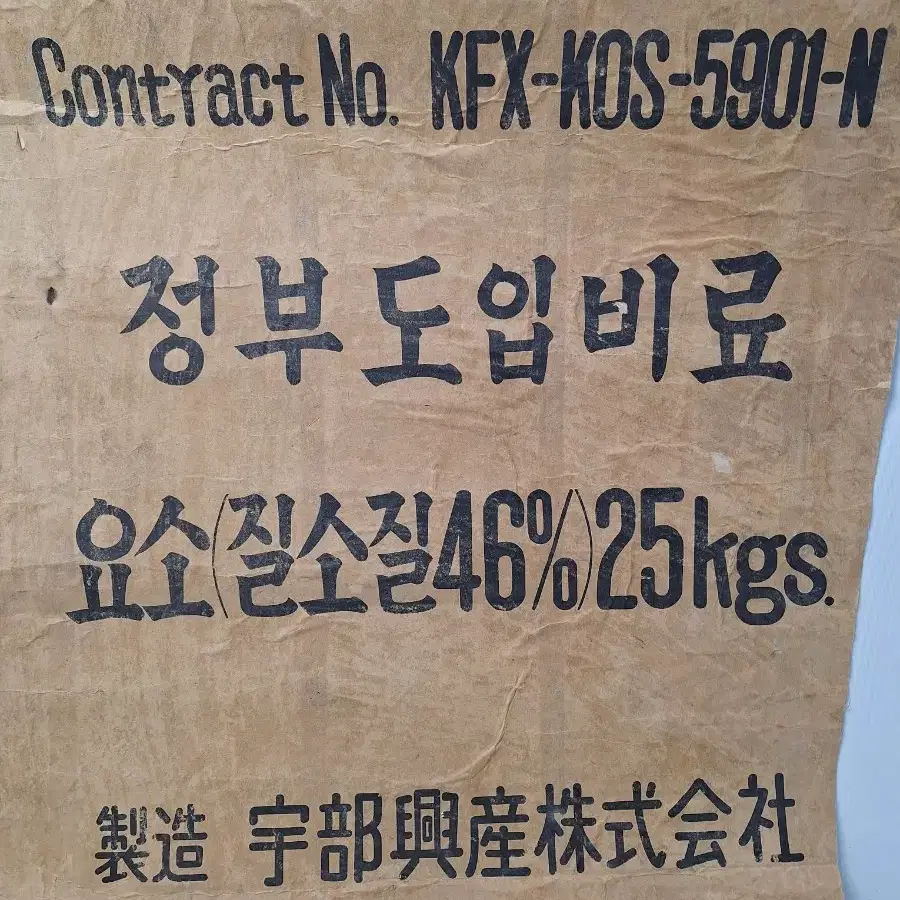 Contract No. KFX-KOS-5901-N
정부도입비료
요소(질소질46%)25kgs.
製造 宇部興産株式会社